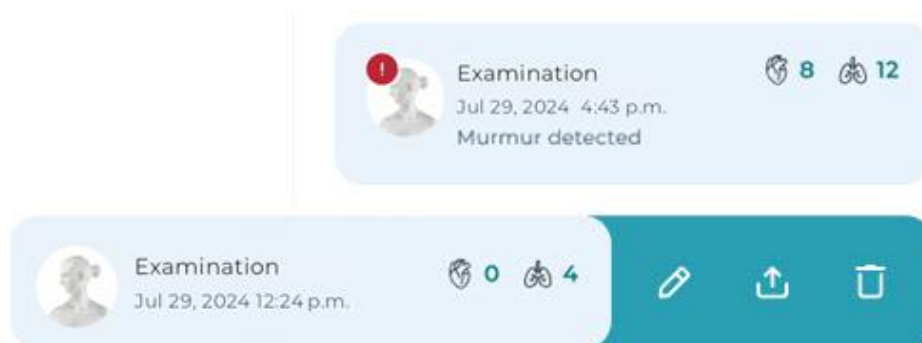 Examination 8 12
Jul 29, 2024 4:43 p.m.
Murmur detected
Examination 0 4
Jul 29, 2024 12:24 p.m.